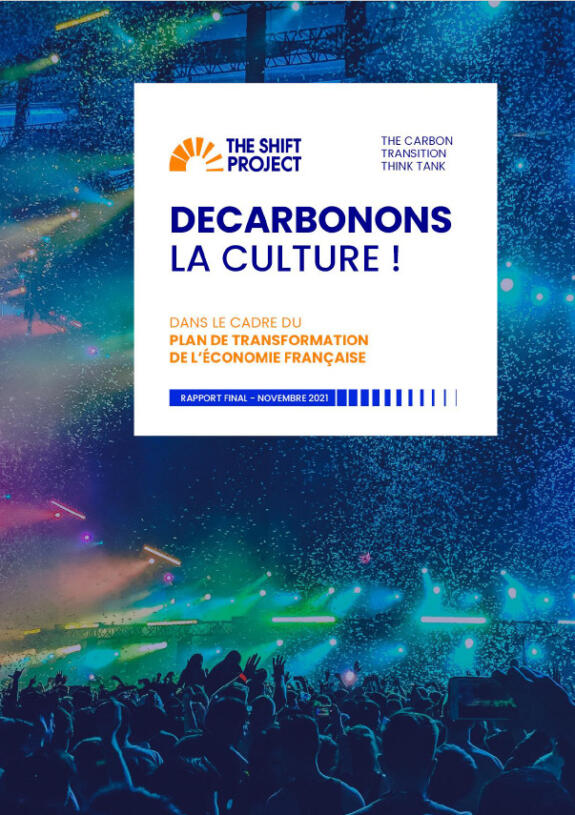 THE SHIFT
PROJECT
THE CARBON
TRANSITION
THINK TANK
DECARBONONS
LA CULTURE !
DANS LE CADRE DU
PLAN DE TRANSFORMATION
DE L'ÉCONOMIE FRANÇAISE
RAPPORT FINAL - NOVEMBRE 2021